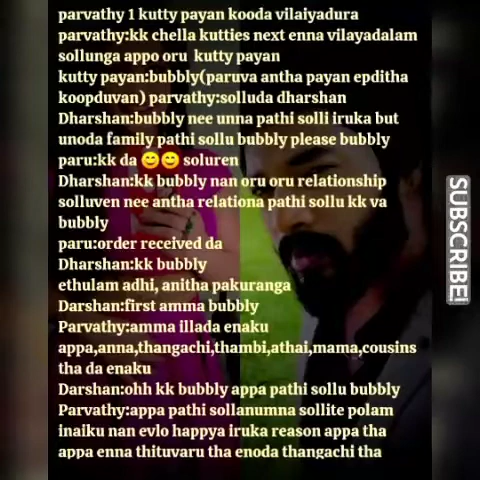 parvathy 1 kutty payan kooda vilaiyadura
parvathy:kk chella kutties next enna vilayadalam
sollunga appo oru kutty payan
kutty payan:bubbly(paruva antha payan epditha
koopduvan) parvathy:solluda dharshan
Dharshan:bubbly nee unna pathi solli iruka but
unoda family pathi sollu bubbly please bubbly
paru:kk da 😊😊 soluren
Dharshan:kk bubbly nan oru oru relationship
solluven nee antha relationa pathi sollu kk va
bubbly
paru:order received da
Dharshan:kk bubbly
ethulam adhi, anitha pakuranga
Darshan:first amma bubbly
Parvathy:amma illada enaku
appa,anna,thangachi,thambi,athai,mama,cousins
tha da enaku
Darshan:ohh kk bubbly appa pathi sollu bubbly
Parvathy:appa pathi sollanumna sollite polam
inaiku nan evlo happya iruka reason appa tha
appa enna thituvaru tha enoda thangachi tha
SUBSCRIBE!